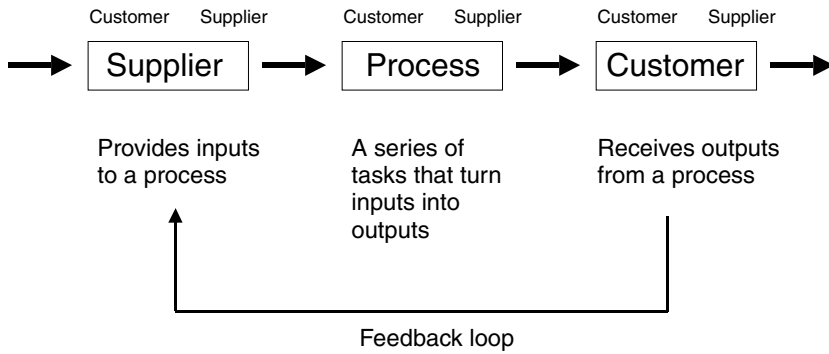 Customer Supplier Customer Supplier Customer Supplier
Supplier Process Customer
Provides inputs
to a process
A series of
tasks that turn
inputs into
outputs
Receives outputs
from a process
Feedback loop